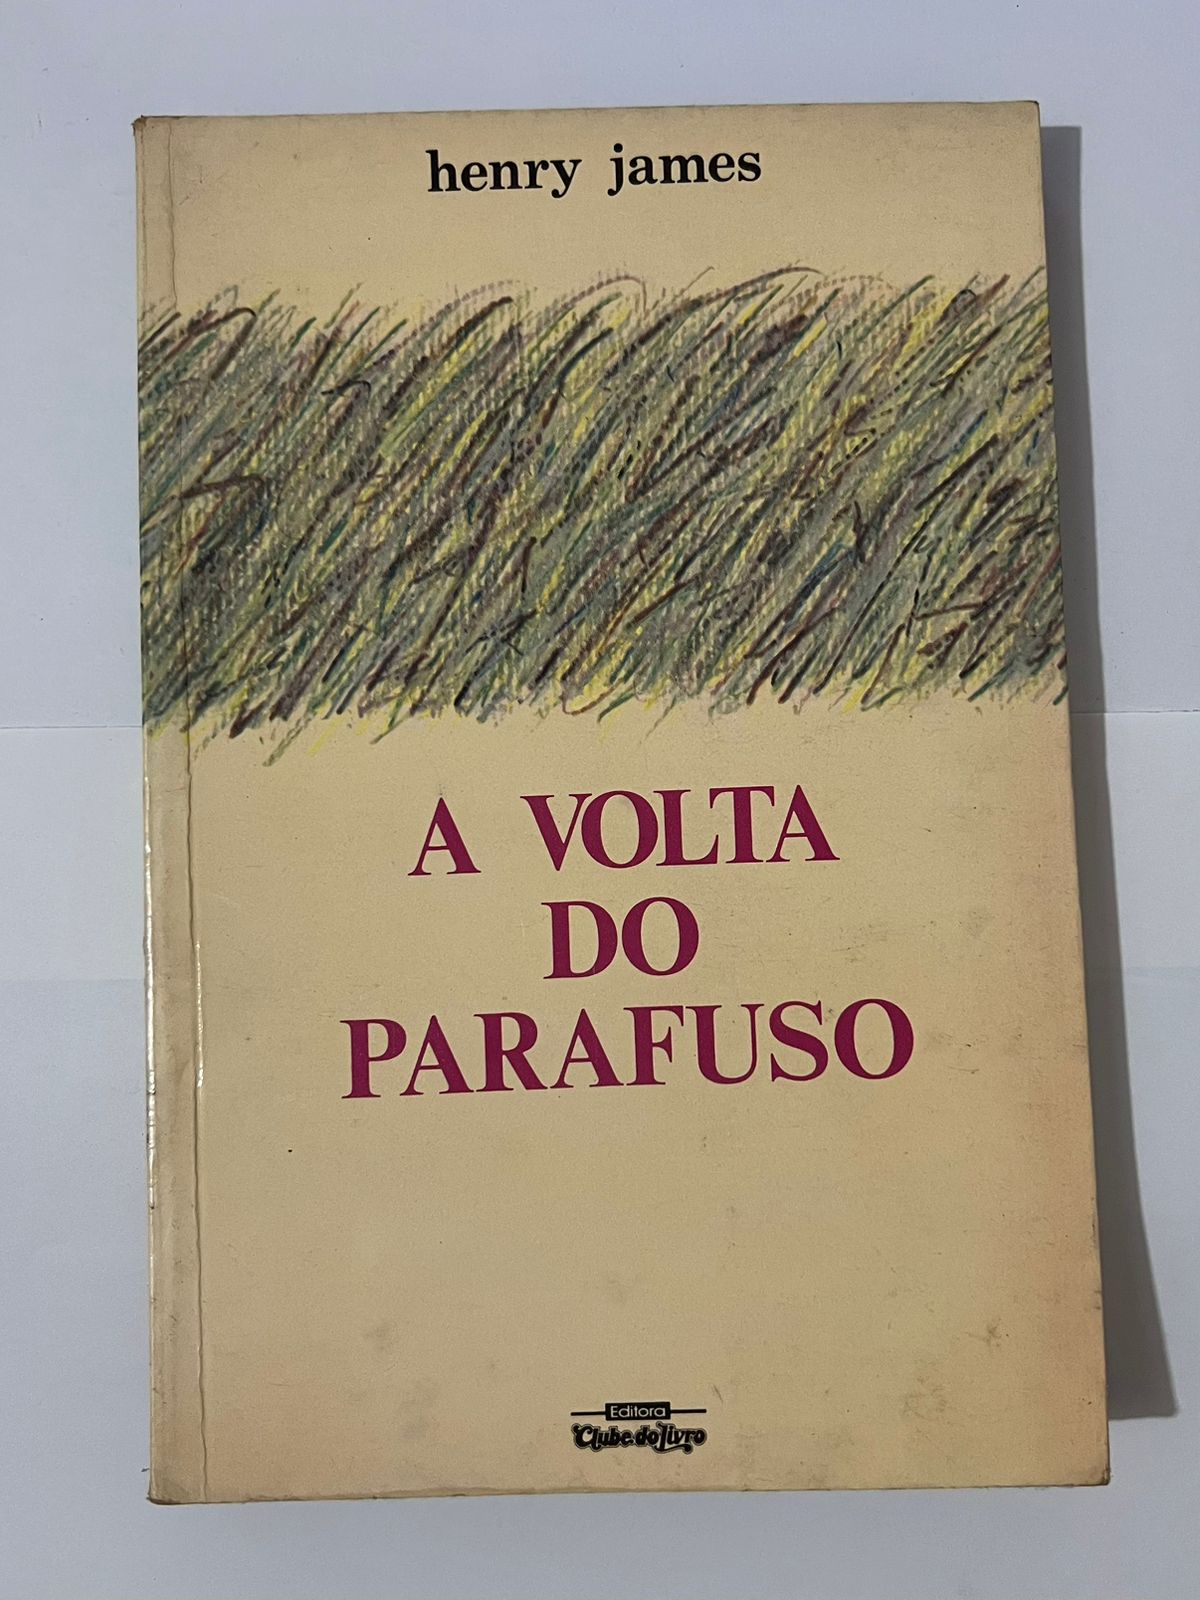 henry james
A VOLTA
DO
PARAFUSO
Editora
Clube do Livro